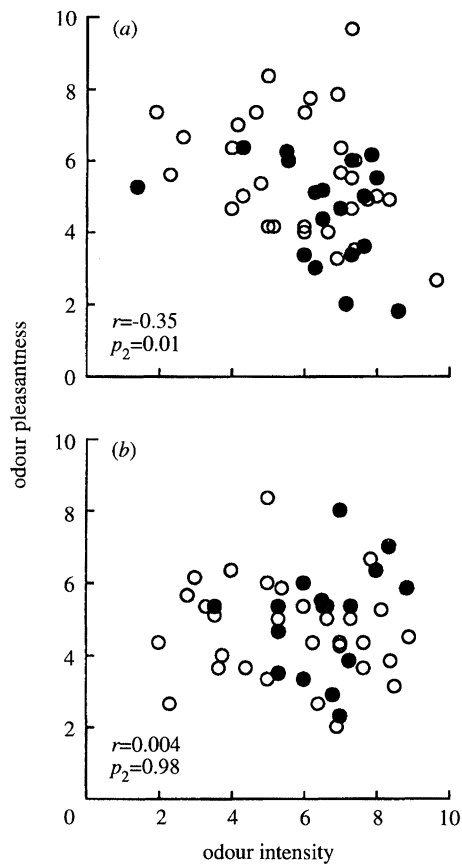 (a)
10
8
6
4
2
0
r=-0.35
p2=0.01
odour pleasantness
(b)
10
8
6
4
2
0
r=0.004
p2=0.98
0 2 4 6 8 10
odour intensity